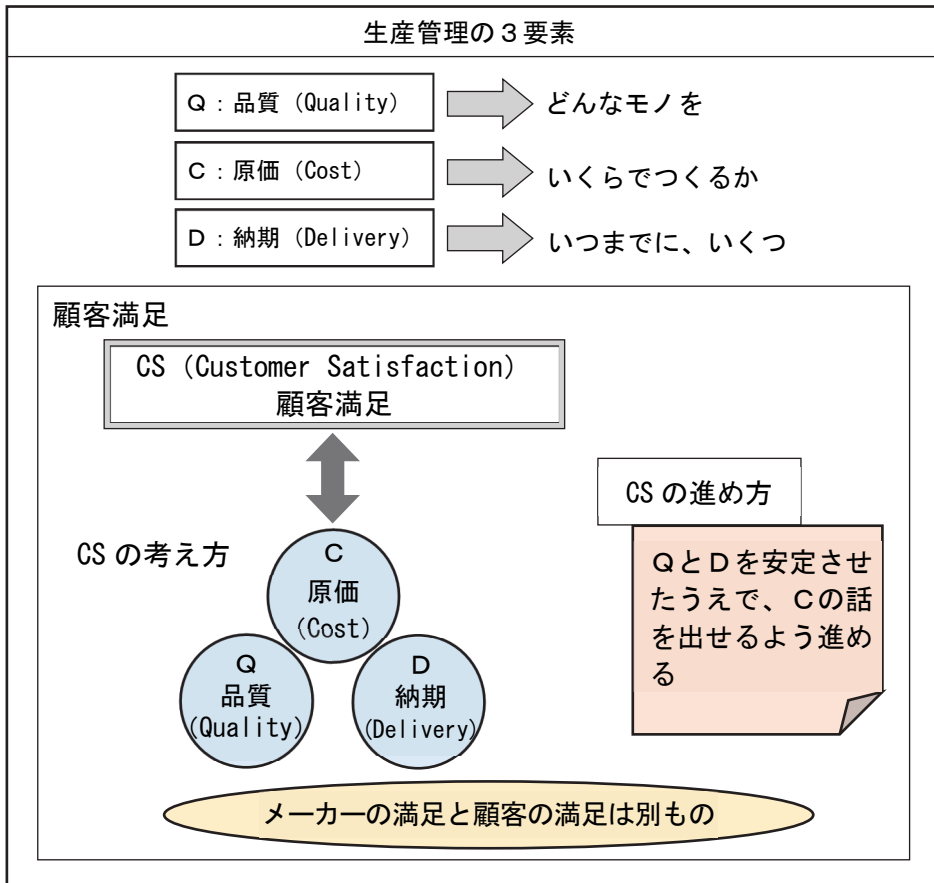 生産管理の３要素
Ｑ：品質（Quality）
どんなモノを
Ｃ：原価（Cost）
いくらでつくるか
Ｄ：納期（Delivery）
いつまでに、いくつ
顧客満足
CS（Customer Satisfaction）
顧客満足
CS の進め方
ＱとＤを安定させ
たうえで、Ｃの話
を出せるよう進め
る
CS の考え方
Ｃ
原価
(Cost)
Ｑ
品質
(Quality)
Ｄ
納期
(Delivery)
メーカーの満足と顧客の満足は別もの